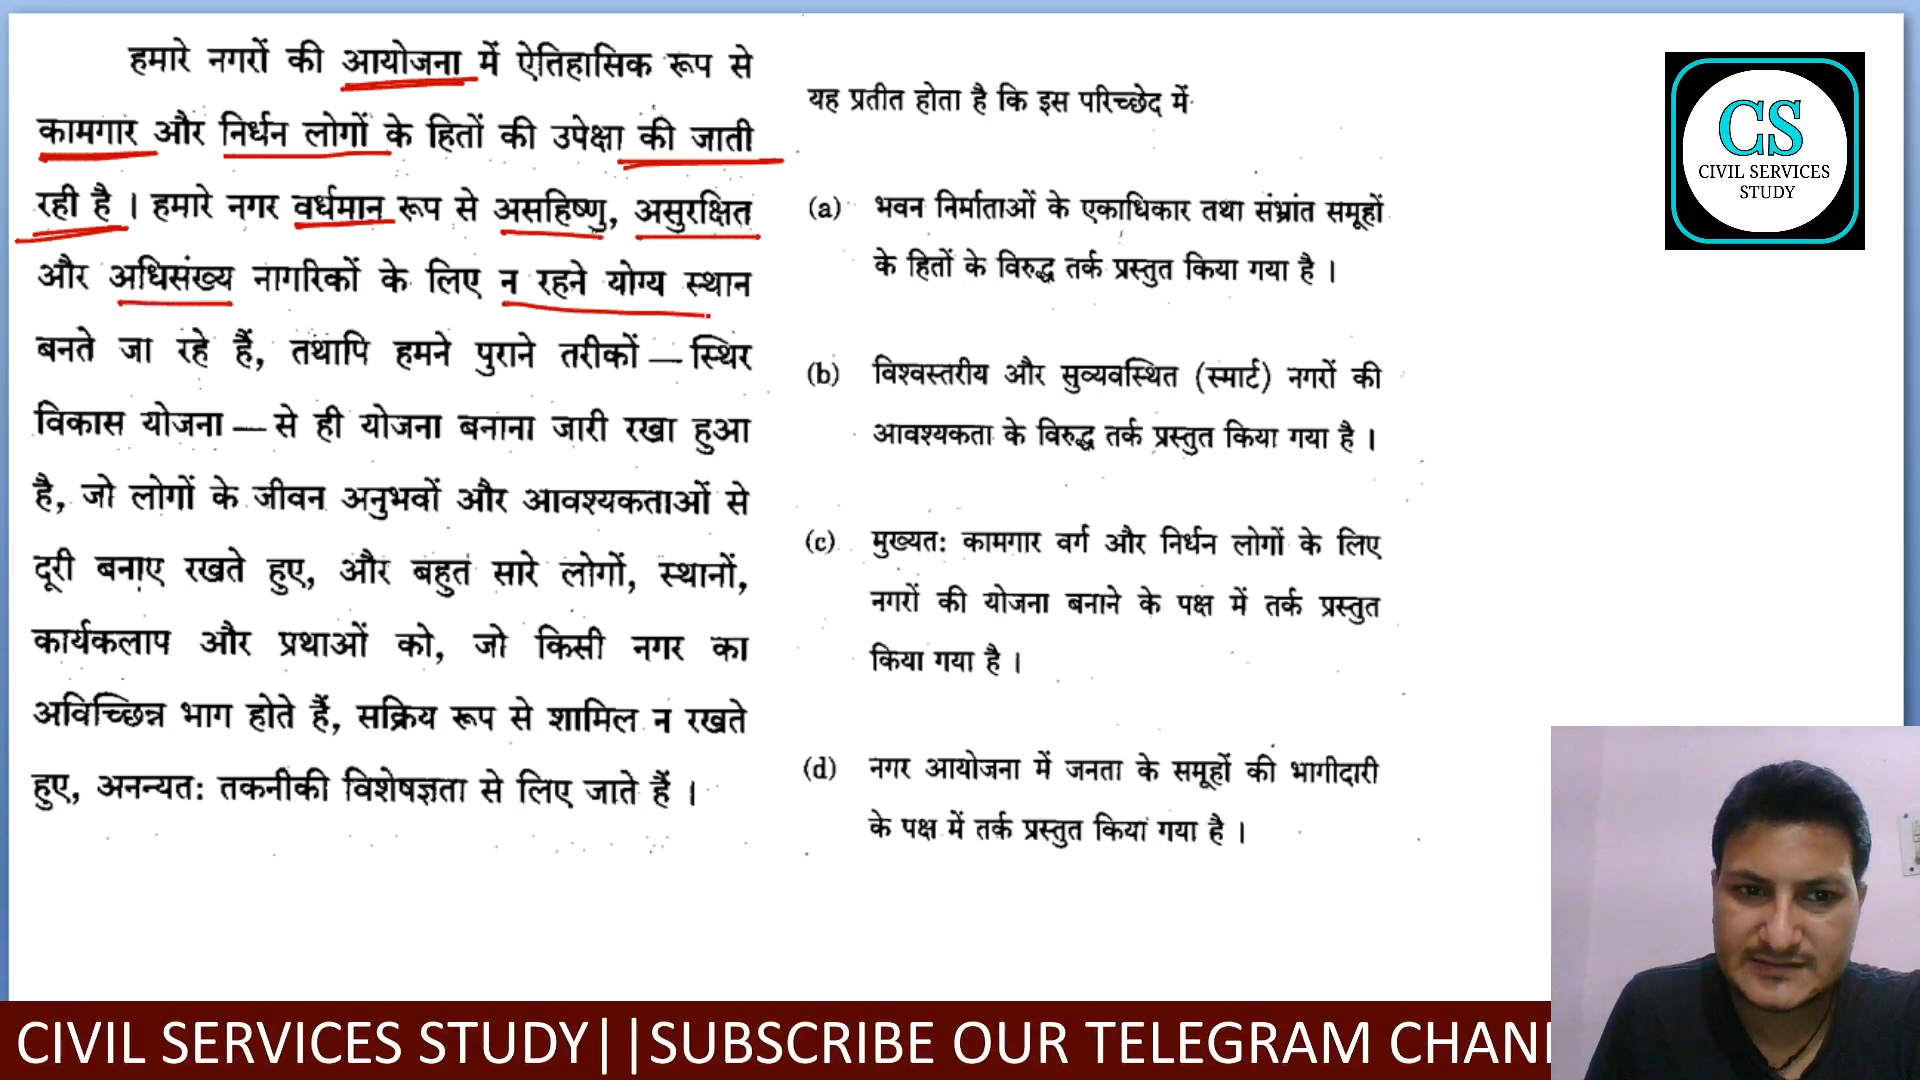 हमारे नगरों की आयोजना में ऐतिहासिक रूप से
कामगार और निर्धन लोगों के हितों की उपेक्षा की जाती
रही है । हमारे नगर वर्धमान रूप से असहिष्णु, असुरक्षित
और अधिसंख्य नागरिकों के लिए न रहने योग्य स्थान
बनते जा रहे हैं, तथापि हमने पुराने तरीकों — स्थिर
विकास योजना — से ही योजना बनाना जारी रखा हुआ
है, जो लोगों के जीवन अनुभवों और आवश्यकताओं से
दूरी बनाए रखते हुए, और बहुत सारे लोगों, स्थानों,
कार्यकलाप और प्रथाओं को, जो किसी नगर का
अविच्छिन्न भाग होते हैं, सक्रिय रूप से शामिल न रखते
हुए, अनन्यत: तकनीकी विशेषज्ञता से लिए जाते हैं ।
यह प्रतीत होता है कि इस परिच्छेद में
(a) भवन निर्माताओं के एकाधिकार तथा संभ्रांत समूहों
के हितों के विरुद्ध तर्क प्रस्तुत किया गया है ।
(b) विश्वस्तरीय और सुव्यवस्थित (स्मार्ट) नगरों की
आवश्यकता के विरुद्ध तर्क प्रस्तुत किया गया है ।
(c) मुख्यत: कामगार वर्ग और निर्धन लोगों के लिए
नगरों की योजना बनाने के पक्ष में तर्क प्रस्तुत
किया गया है ।
(d) नगर आयोजना में जनता के समूहों की भागीदारी
के पक्ष में तर्क प्रस्तुत किया गया है ।
CS
CIVIL SERVICES
STUDY
CIVIL SERVICES STUDY||SUBSCRIBE OUR TELEGRAM CHAN